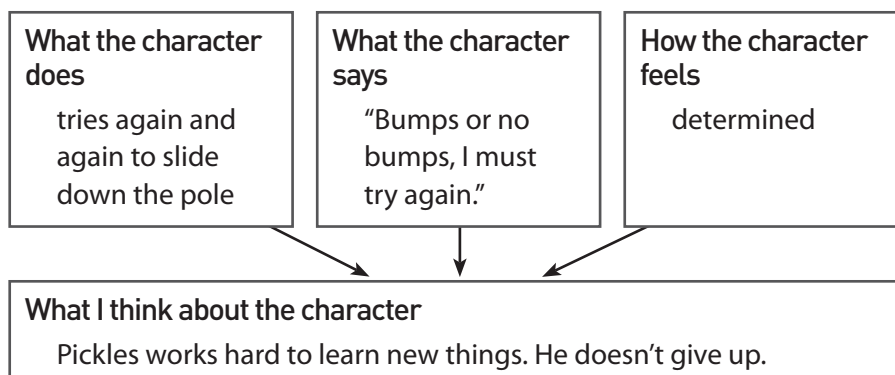 What the character
does
tries again and
again to slide
down the pole
What the character
says
“Bumps or no
bumps, I must
try again.”
How the character
feels
determined
What I think about the character
Pickles works hard to learn new things. He doesn’t give up.